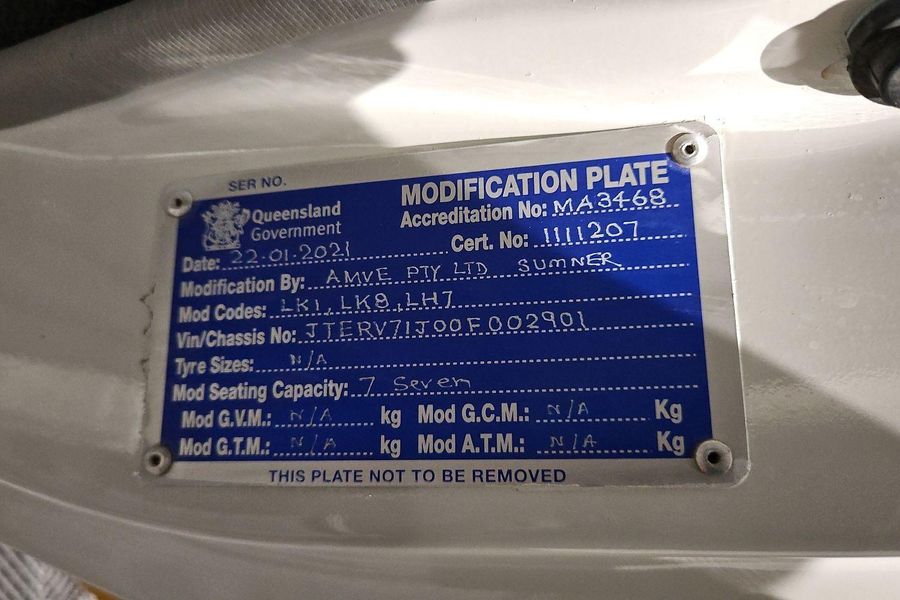 SER NO.
MODIFICATION PLATE
Queensland Government
Accreditation No: MA3468
Date: 22.01.2021 Cert. No: 1111207
Modification By: AMVE PTY LTD SUMNER
Mod Codes: LK1, LK8, LH7
Vin/Chassis No: JTERV71J00F002901
Tyre Sizes: N/A
Mod Seating Capacity: 7 Seven
Mod G.V.M.: N/A kg Mod G.C.M.: N/A Kg
Mod G.T.M.: N/A kg Mod A.T.M.: N/A Kg
THIS PLATE NOT TO BE REMOVED